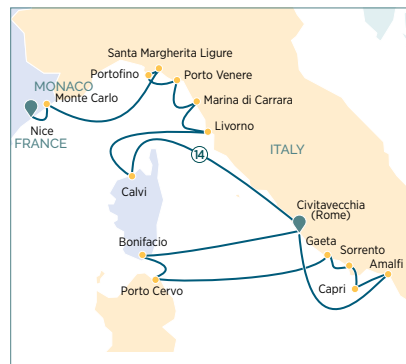 Santa Margherita Ligure
Portofino
Porto Venere
MONACO
Monte Carlo
Marina di Carrara
Nice
FRANCE
Livorno
ITALY
14
Calvi
Civitavecchia
(Rome)
Bonifacio
Gaeta
Sorrento
Amalfi
Porto Cervo
Capri